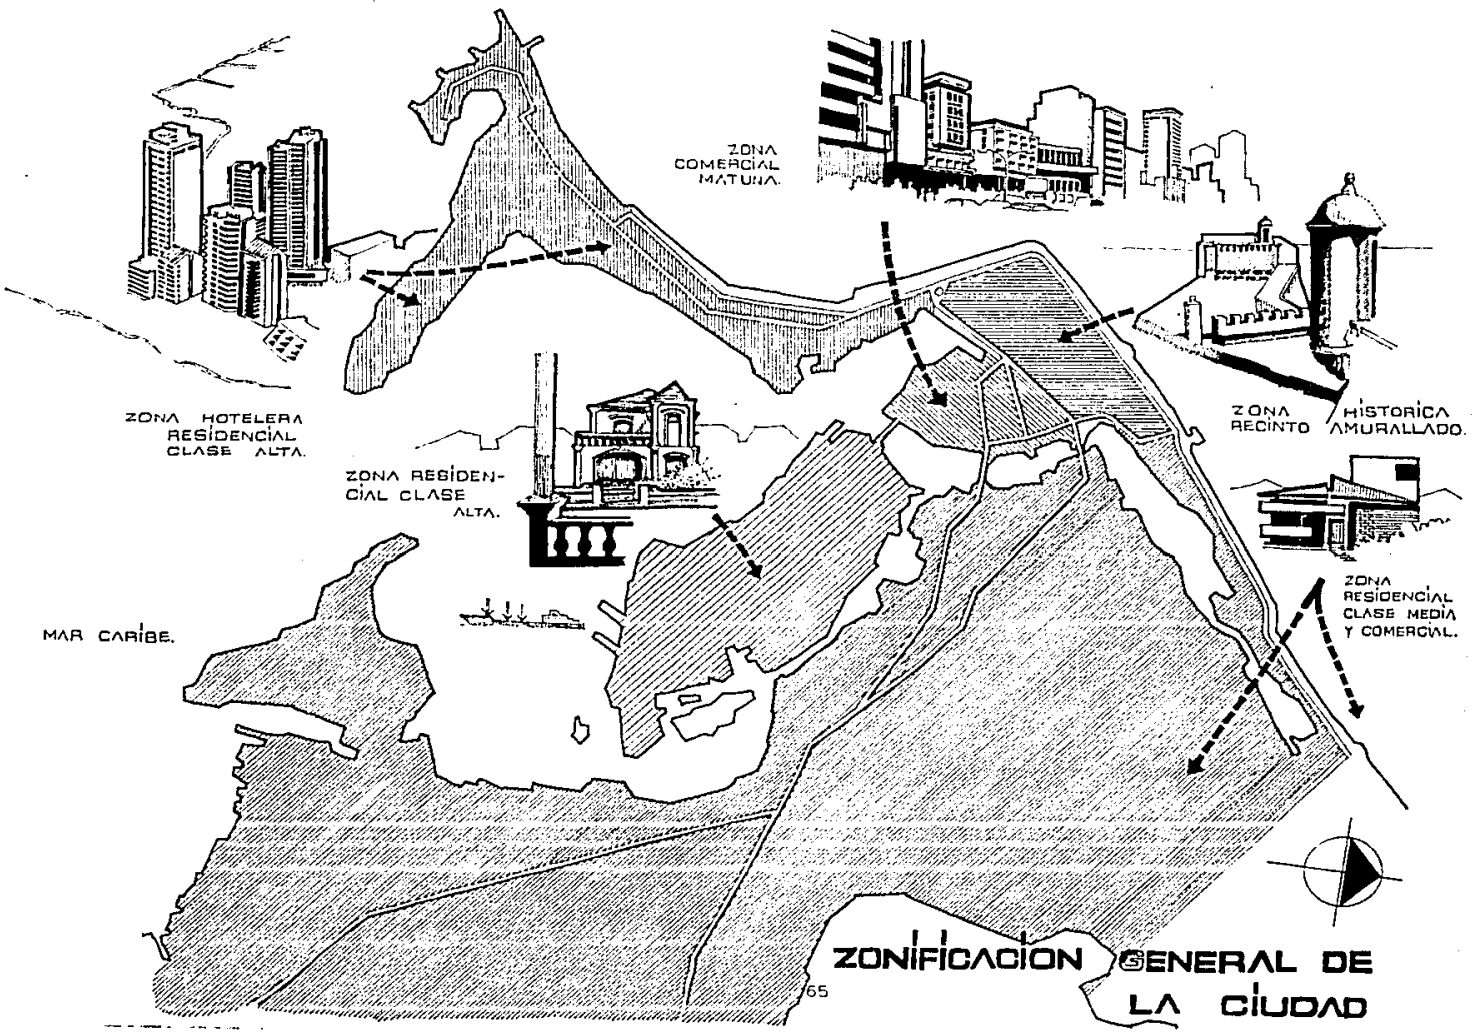 ZONA
COMERCIAL
MATUNA.
ZONA HOTELERA
RESIDENCIAL
CLASE ALTA.
ZONA HISTORICA
RECINTO AMURALLADO.
ZONA RESIDEN-
CIAL CLASE
ALTA.
ZONA
RESIDENCIAL
CLASE MEDIA
Y COMERCIAL.
MAR CARIBE.
ZONIFICACION GENERAL DE
LA CIUDAD
65